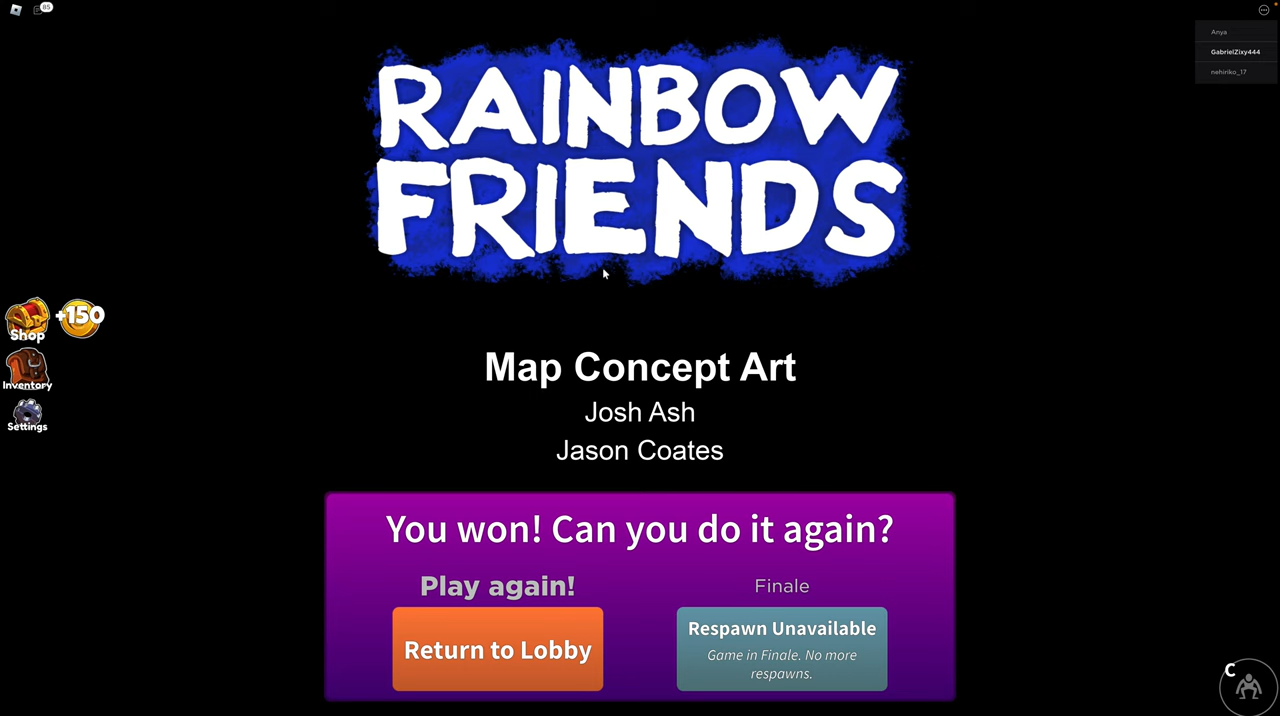 85
Anya
GabrielZixy444
nehiriko_17
RAINBOW
FRIENDS
+150
Shop
Inventory
Settings
Map Concept Art
Josh Ash
Jason Coates
You won! Can you do it again?
Play again!
Return to Lobby
Finale
Respawn Unavailable
Game in Finale. No more
respawns.
C